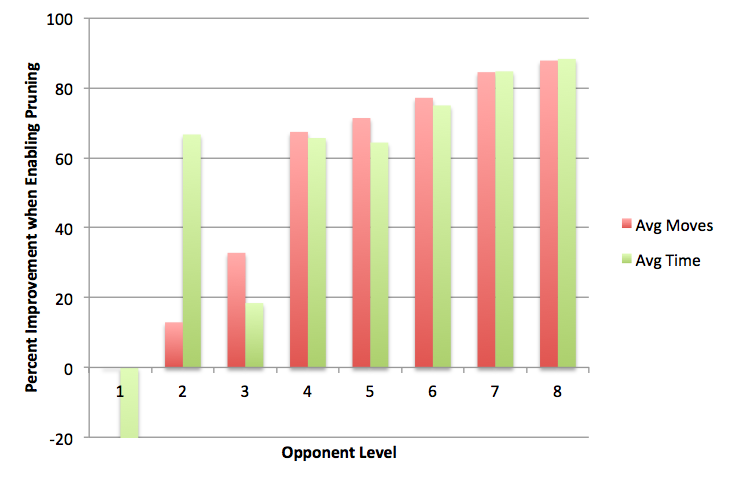 100
80
60
40
20
0
-20
Percent Improvement when Enabling Pruning
1 2 3 4 5 6 7 8
Opponent Level
Avg Moves
Avg Time